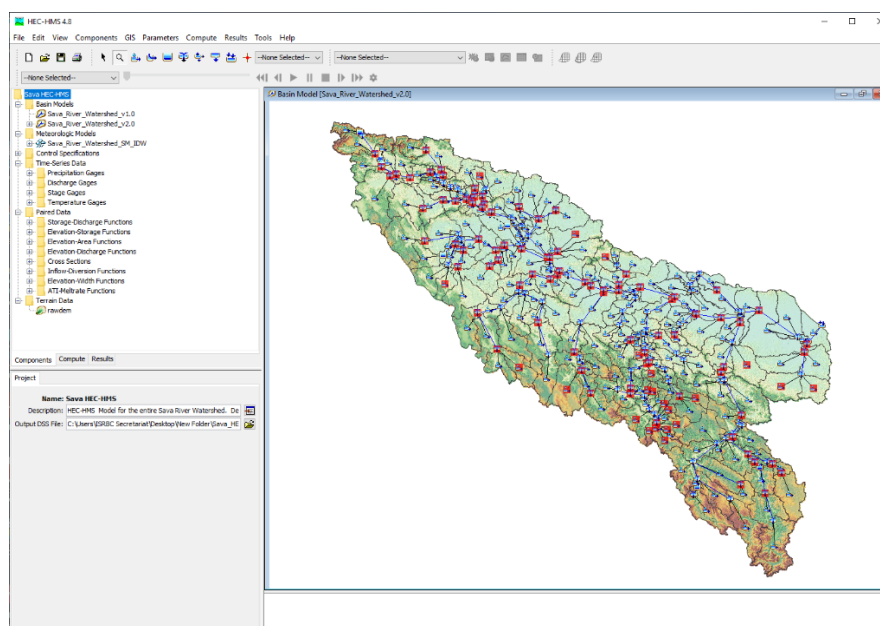 HEC-HMS 4.8
File Edit View Components GIS Parameters Compute Results Tools Help
--None Selected-- --None Selected--
--None Selected--
Sava HEC-HMS
Basin Models
Sava_River_Watershed_v1.0
Sava_River_Watershed_v2.0
Meteorologic Models
Sava_River_Watershed_SM_IDW
Control Specifications
Time-Series Data
Precipitation Gages
Discharge Gages
Stage Gages
Temperature Gages
Paired Data
Storage-Discharge Functions
Elevation-Storage Functions
Elevation-Area Functions
Elevation-Discharge Functions
Cross Sections
Inflow-Diversion Functions
Elevation-Width Functions
ATI-Meltrate Functions
Terrain Data
rawdem
Components Compute Results
Project
Name: Sava HEC-HMS
Description: HEC-HMS Model for the entire Sava River Watershed. De
Output DSS File: C:\Users\ISRBC Secretariat\Desktop\New Folder\Sava_HE
Basin Model [Sava_River_Watershed_v2.0]